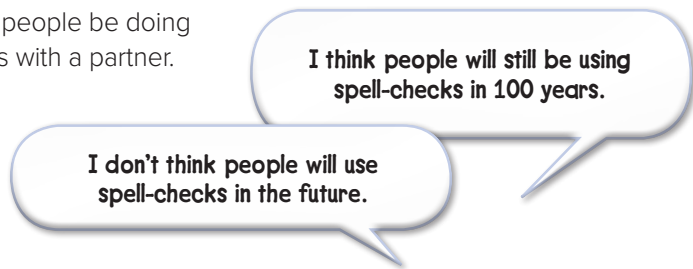 people be doing
s with a partner.
I think people will still be using
spell-checks in 100 years.
I don't think people will use
spell-checks in the future.